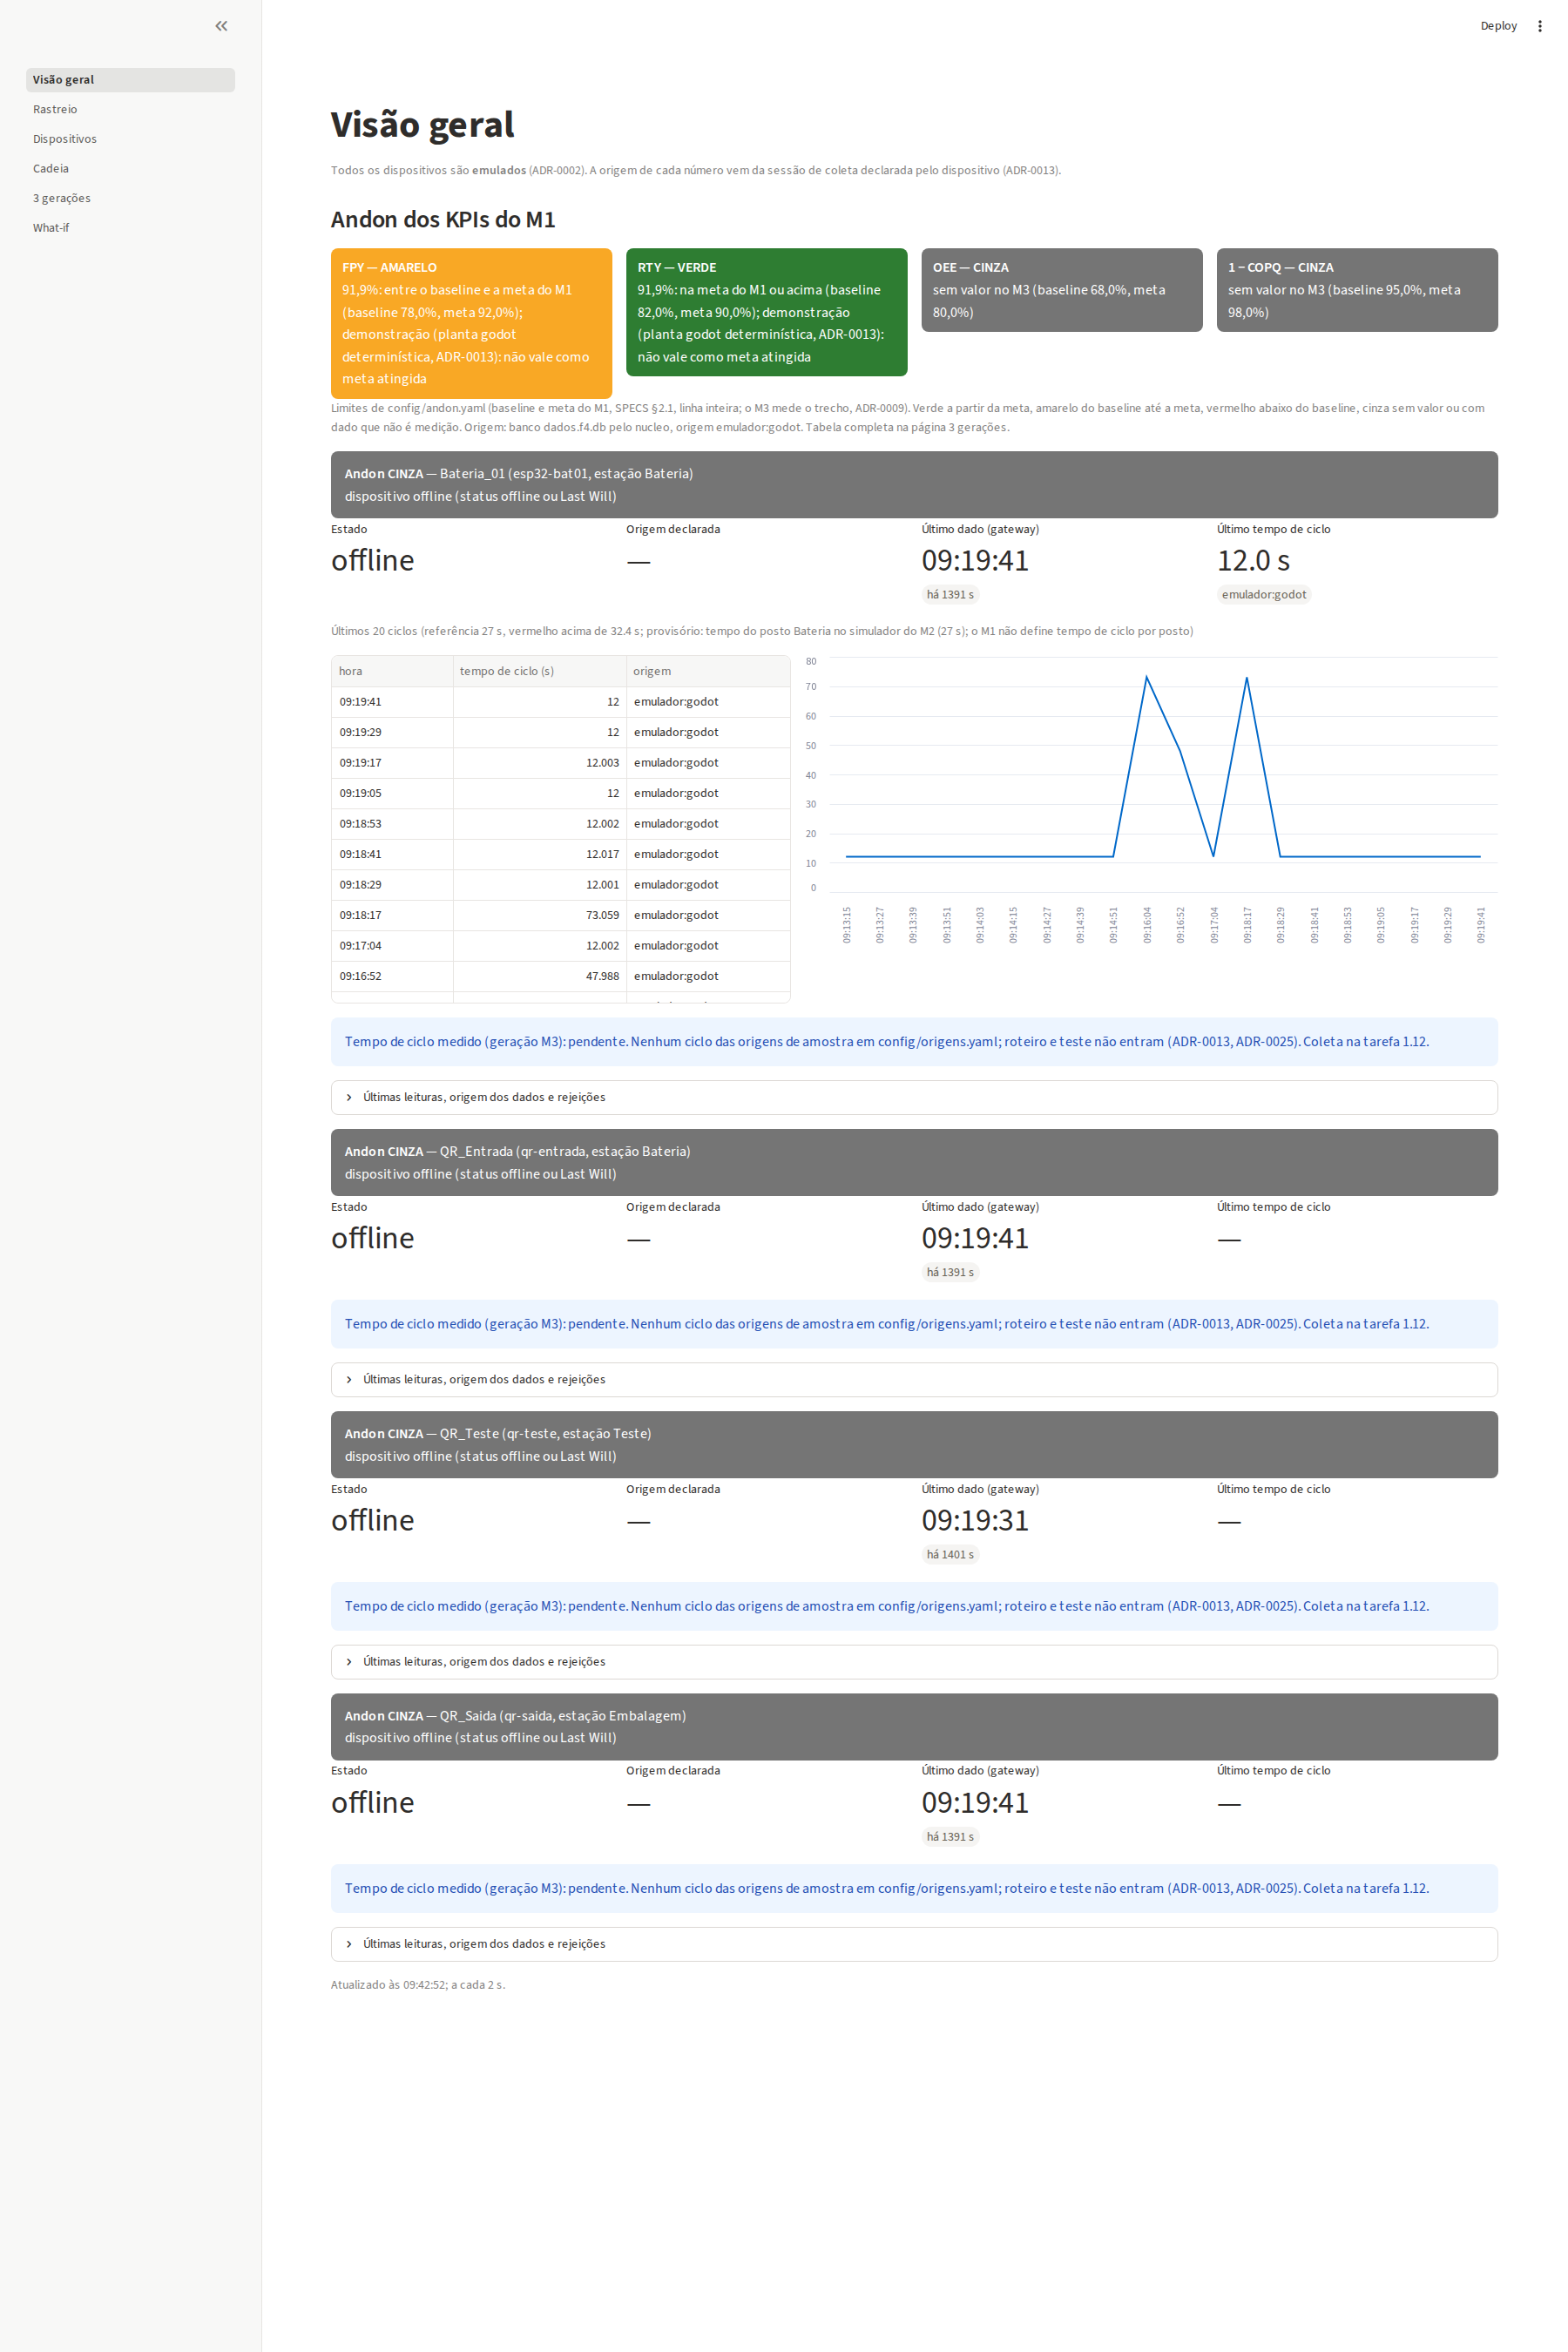 Deploy
Visão geral
Rastreio
Dispositivos
Cadeia
3 gerações
What-if
Visão geral
Todos os dispositivos são emulados (ADR-0002). A origem de cada número vem da sessão de coleta declarada pelo dispositivo (ADR-0013).
Andon dos KPIs do M1
FPY — AMARELO
91,9%: entre o baseline e a meta do M1
(baseline 78,0%, meta 92,0%);
demonstração (planta godot
determinística, ADR-0013): não vale como
meta atingida
RTY — VERDE
91,9%: na meta do M1 ou acima (baseline
82,0%, meta 90,0%); demonstração
(planta godot determinística, ADR-0013):
não vale como meta atingida
OEE — CINZA
sem valor no M3 (baseline 68,0%, meta
80,0%)
1 − COPQ — CINZA
sem valor no M3 (baseline 95,0%, meta
98,0%)
Limites de config/andon.yaml (baseline e meta do M1, SPECS §2.1, linha inteira; o M3 mede o trecho, ADR-0009). Verde a partir da meta, amarelo do baseline até a meta, vermelho abaixo do baseline, cinza sem valor ou com
dado que não é medição. Origem: banco dados.f4.db pelo nucleo, origem emulador:godot. Tabela completa na página 3 gerações.
Andon CINZA — Bateria_01 (esp32-bat01, estação Bateria)
dispositivo offline (status offline ou Last Will)
Estado
offline
Origem declarada
—
Último dado (gateway)
09:19:41
há 1391 s
Último tempo de ciclo
12.0 s
emulador:godot
Últimos 20 ciclos (referência 27 s, vermelho acima de 32.4 s; provisório: tempo do posto Bateria no simulador do M2 (27 s); o M1 não define tempo de ciclo por posto)
hora tempo de ciclo (s) origem
09:19:41 12 emulador:godot
09:19:29 12 emulador:godot
09:19:17 12.003 emulador:godot
09:19:05 12 emulador:godot
09:18:53 12.002 emulador:godot
09:18:41 12.017 emulador:godot
09:18:29 12.001 emulador:godot
09:18:17 73.059 emulador:godot
09:17:04 12.002 emulador:godot
09:16:52 47.988 emulador:godot
80
70
60
50
40
30
20
10
0
09:13:15
09:13:27
09:13:39
09:13:51
09:14:03
09:14:15
09:14:27
09:14:39
09:14:51
09:16:04
09:16:52
09:17:04
09:18:17
09:18:29
09:18:41
09:18:53
09:19:05
09:19:17
09:19:29
09:19:41
Tempo de ciclo medido (geração M3): pendente. Nenhum ciclo das origens de amostra em config/origens.yaml; roteiro e teste não entram (ADR-0013, ADR-0025). Coleta na tarefa 1.12.
Últimas leituras, origem dos dados e rejeições
Andon CINZA — QR_Entrada (qr-entrada, estação Bateria)
dispositivo offline (status offline ou Last Will)
Estado
offline
Origem declarada
—
Último dado (gateway)
09:19:41
há 1391 s
Último tempo de ciclo
—
Tempo de ciclo medido (geração M3): pendente. Nenhum ciclo das origens de amostra em config/origens.yaml; roteiro e teste não entram (ADR-0013, ADR-0025). Coleta na tarefa 1.12.
Últimas leituras, origem dos dados e rejeições
Andon CINZA — QR_Teste (qr-teste, estação Teste)
dispositivo offline (status offline ou Last Will)
Estado
offline
Origem declarada
—
Último dado (gateway)
09:19:31
há 1401 s
Último tempo de ciclo
—
Tempo de ciclo medido (geração M3): pendente. Nenhum ciclo das origens de amostra em config/origens.yaml; roteiro e teste não entram (ADR-0013, ADR-0025). Coleta na tarefa 1.12.
Últimas leituras, origem dos dados e rejeições
Andon CINZA — QR_Saida (qr-saida, estação Embalagem)
dispositivo offline (status offline ou Last Will)
Estado
offline
Origem declarada
—
Último dado (gateway)
09:19:41
há 1391 s
Último tempo de ciclo
—
Tempo de ciclo medido (geração M3): pendente. Nenhum ciclo das origens de amostra em config/origens.yaml; roteiro e teste não entram (ADR-0013, ADR-0025). Coleta na tarefa 1.12.
Últimas leituras, origem dos dados e rejeições
Atualizado às 09:42:52; a cada 2 s.